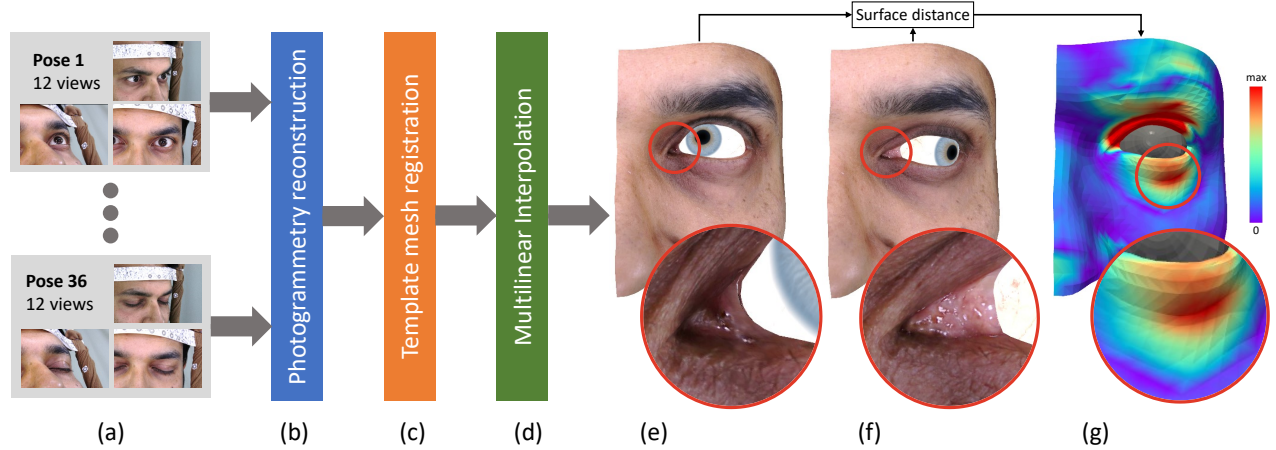 Surface distance
Pose 1
12 views
Pose 36
12 views
Photogrammetry reconstruction
Template mesh registration
Multilinear Interpolation
max
0
(a)
(b)
(c)
(d)
(e)
(f)
(g)